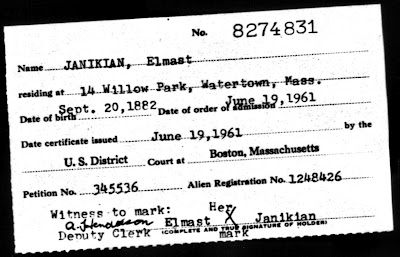 No. 8274831
Name JANIKIAN, Elmast
residing at 14 Willow Park, Watertown, Mass.
Date of birth Sept. 20,1882 Date of order of admission June 19,1961
Date certificate issued June 19,1961 by the
U. S. District Court at Boston, Massachusetts
Petition No. 345536 Alien Registration No. 1248426
Witness to mark: Her
Elmast X Janikian
Deputy Clerk (COMPLETE AND TRUE SIGNATURE OF HOLDER)
mark